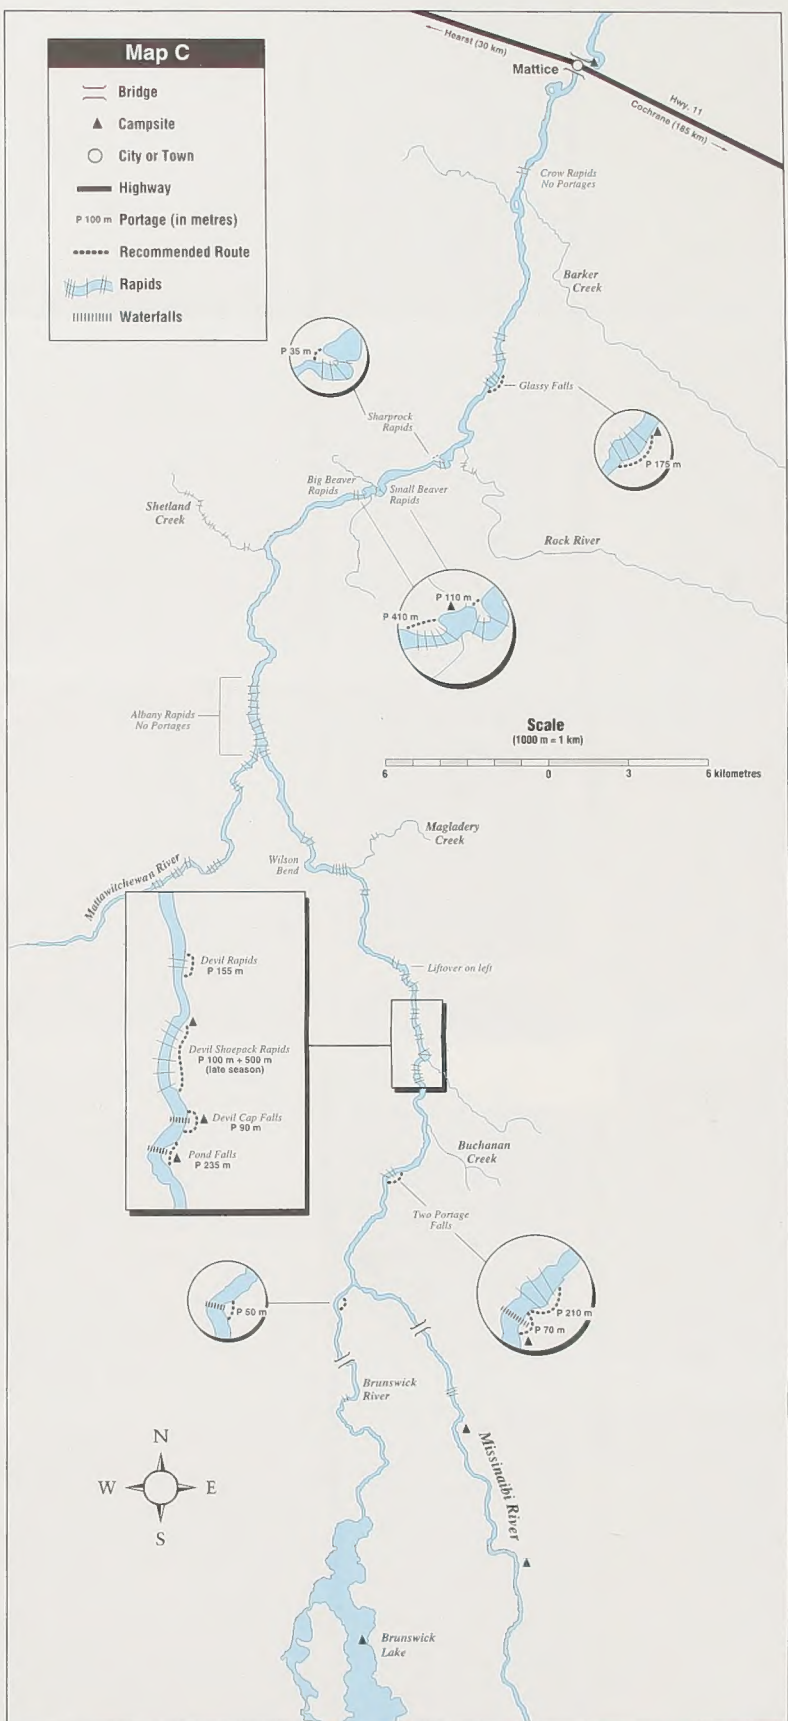 Map C
Bridge
Campsite
City or Town
Highway
P 100 m Portage (in metres)
Recommended Route
Rapids
Waterfalls
Hearst (30 km)
Mattice
Hwy. 11
Cochrane (185 km)
Crow Rapids
No Portages
Barker
Creek
P 35 m
Glassy Falls
Sharprock
Rapids
P 175 m
Big Beaver
Rapids
Small Beaver
Rapids
Shetland
Creek
Rock River
P 110 m
P 410 m
Albany Rapids
No Portages
Scale
(1000 m = 1 km)
6 0 3 6 kilometres
Magladery
Creek
Wilson
Bend
Mattawitchewan River
Devil Rapids
P 155 m
Liftover on left
Devil Shoepack Rapids
P 100 m + 500 m
(late season)
Devil Cap Falls
P 90 m
Pond Falls
P 235 m
Buchanan
Creek
Two Portage
Falls
P 50 m
P 210 m
P 70 m
Brunswick
River
Missinaibi River
N
W E
S
Brunswick
Lake